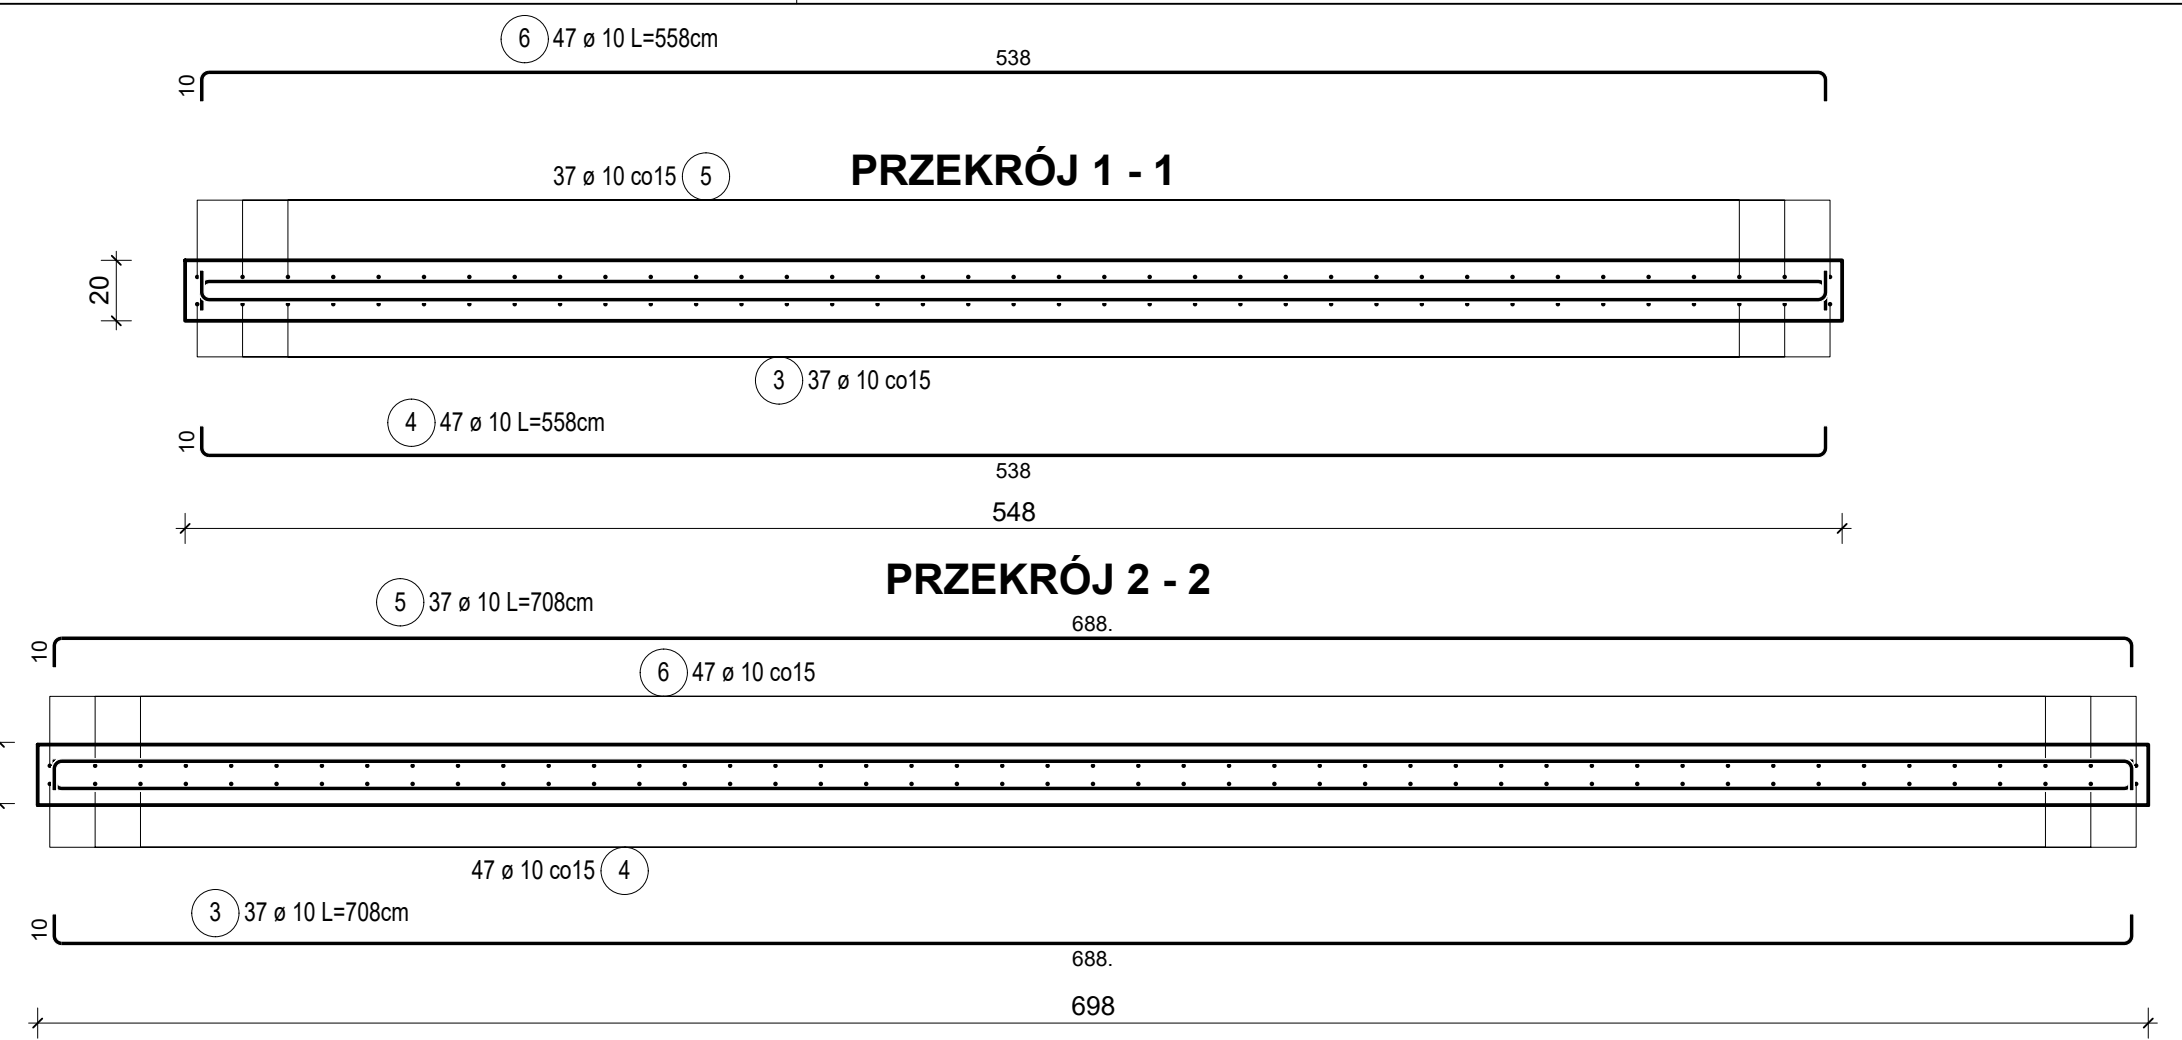 6 47 ø 10 L=558cm
538
10
37 ø 10 co15 5
PRZEKRÓJ 1 - 1
20
3 37 ø 10 co15
4 47 ø 10 L=558cm
10
538
548
PRZEKRÓJ 2 - 2
5 37 ø 10 L=708cm
688.
10
6 47 ø 10 co15
47 ø 10 co15 4
3 37 ø 10 L=708cm
10
688.
698